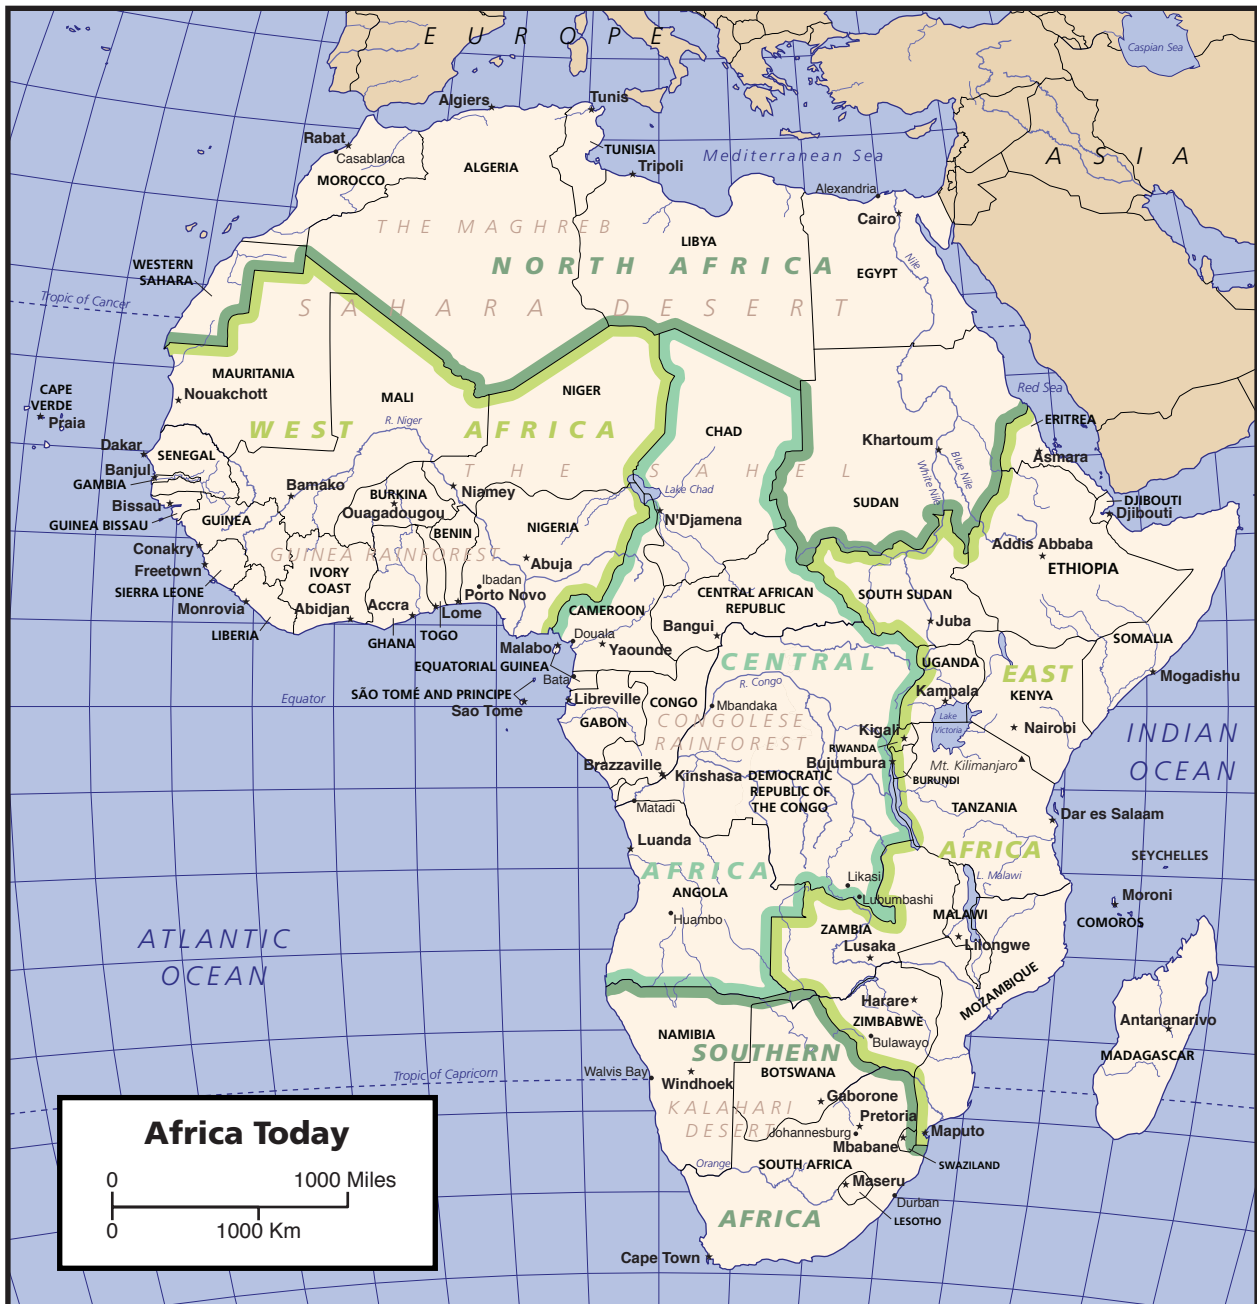 EUROPE
Caspian Sea
ASIA
Algiers
Tunis
Rabat
Casablanca
TUNISIA
Tripoli
Mediterranean Sea
MOROCCO
ALGERIA
Alexandria
Cairo
THE MAGHREB
LIBYA
NORTH AFRICA
EGYPT
Nile
WESTERN
SAHARA
Tropic of Cancer
SAHARA DESERT
MAURITANIA
Nouakchott
MALI
NIGER
Red Sea
CAPE
VERDE
Praia
WEST AFRICA
R. Niger
CHAD
Khartoum
ERITREA
Asmara
Dakar
SENEGAL
Banjul
GAMBIA
THE SAHEL
White Nile
Blue Nile
Bissau
GUINEA BISSAU
GUINEA
Bamako
BURKINA
Ouagadougou
Niamey
Lake Chad
N'Djamena
SUDAN
DJIBOUTI
Djibouti
NIGERIA
BENIN
Conakry
Freetown
SIERRA LEONE
GUINEA RAINFOREST
Abuja
Addis Abbaba
ETHIOPIA
IVORY
COAST
Ibadan
Porto Novo
Monrovia
LIBERIA
Abidjan
Accra
Lome
GHANA
TOGO
CAMEROON
CENTRAL AFRICAN
REPUBLIC
SOUTH SUDAN
Juba
SOMALIA
Malabo
Douala
Yaounde
Bangui
EQUATORIAL GUINEA
Bata
CENTRAL
UGANDA
EAST
Mogadishu
Equator
SÃO TOMÉ AND PRINCIPE
Sao Tome
Libreville
CONGO
GABON
R. Congo
Mbandaka
Kampala
KENYA
CONGOLESE
RAINFOREST
Lake
Victoria
Nairobi
Kigali
RWANDA
INDIAN
OCEAN
Brazzaville
Kinshasa
DEMOCRATIC
REPUBLIC OF
THE CONGO
Bujumbura
BURUNDI
Mt. Kilimanjaro
Matadi
TANZANIA
Dar es Salaam
Luanda
AFRICA
AFRICA
SEYCHELLES
ANGOLA
Huambo
Likasi
Lubumbashi
L. Malawi
Moroni
COMOROS
MALAWI
Lilongwe
ZAMBIA
Lusaka
ATLANTIC
OCEAN
MOZAMBIQUE
Harare
ZIMBABWE
Bulawayo
Antananarivo
MADAGASCAR
NAMIBIA
SOUTHERN
BOTSWANA
Tropic of Capricorn
Walvis Bay
Windhoek
Gaborone
Pretoria
KALAHARI
DESERT
Johannesburg
Mbabane
Maputo
SWAZILAND
Orange
SOUTH AFRICA
Maseru
Durban
LESOTHO
AFRICA
Cape Town
Africa Today
0 1000 Miles
0 1000 Km